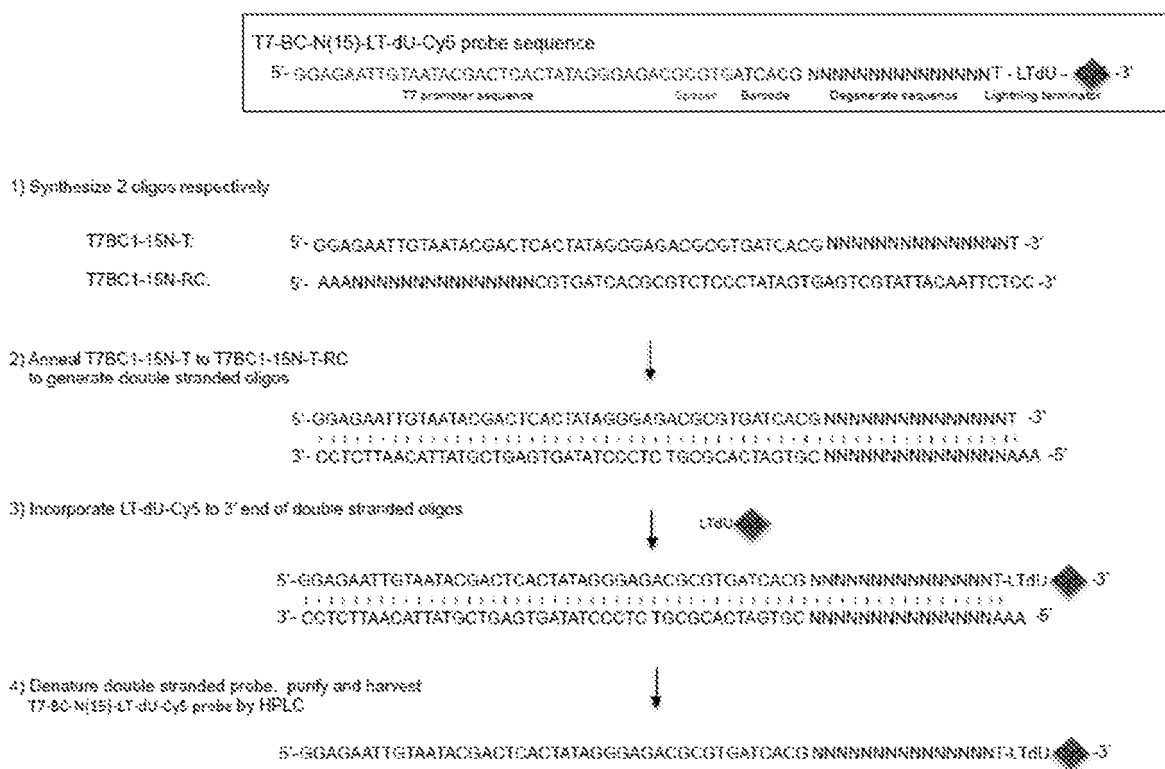 T7-BC-N(15)-LT-dU-Cy5 probe sequence
5'- GGAGAATTGTAATACGACTCACTATAGGGAGACGCGTGATCACG NNNNNNNNNNNNNNNT - LTdU - -3'
T7 promoter sequence Spacer Barcode Degenerate sequence Lightning terminator
1) Synthesize 2 oligos respectively
T7BC1-15N-T: 5'- GGAGAATTGTAATACGACTCACTATAGGGAGACGCGTGATCACG NNNNNNNNNNNNNNNT -3'
T7BC1-15N-RC: 5'- AAANNNNNNNNNNNNNNNCGTGATCACGCGTCTCCCTATAGTGAGTCGTATTACAATTCTCC -3'
2) Anneal T7BC1-15N-T to T7BC1-15N-T-RC
to generate double stranded oligos
5'-GGAGAATTGTAATACGACTCACTATAGGGAGACGCGTGATCACG NNNNNNNNNNNNNNNT -3'
3'- CCTCTTAACATTATGCTGAGTGATATCCCTC TGCGCACTAGTGC NNNNNNNNNNNNNNNAAA -5'
3) Incorporate LT-dU-Cy5 to 3' end of double stranded oligos
LTdU
5'-GGAGAATTGTAATACGACTCACTATAGGGAGACGCGTGATCACG NNNNNNNNNNNNNNNT-LTdU -3'
3'- CCTCTTAACATTATGCTGAGTGATATCCCTC TGCGCACTAGTGC NNNNNNNNNNNNNNNAAA -5'
4) Denature double stranded probe, purify and harvest
T7-BC-N(15)-LT-dU-Cy5 probe by HPLC
5'-GGAGAATTGTAATACGACTCACTATAGGGAGACGCGTGATCACG NNNNNNNNNNNNNNNT-LTdU -3'